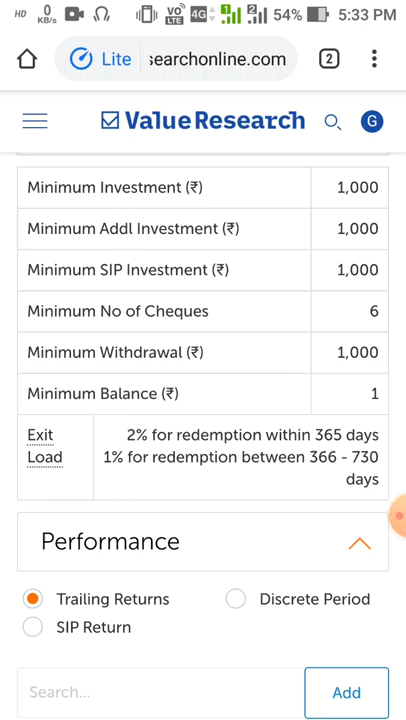 HD 0 KB/s VO LTE 4G 1 2 54% 5:33 PM
Lite searchonline.com 2
ValueResearch G
Minimum Investment (₹) 1,000
Minimum Addl Investment (₹) 1,000
Minimum SIP Investment (₹) 1,000
Minimum No of Cheques 6
Minimum Withdrawal (₹) 1,000
Minimum Balance (₹) 1
Exit 2% for redemption within 365 days
Load 1% for redemption between 366 - 730
days
Performance
Trailing Returns Discrete Period
SIP Return
Search... Add